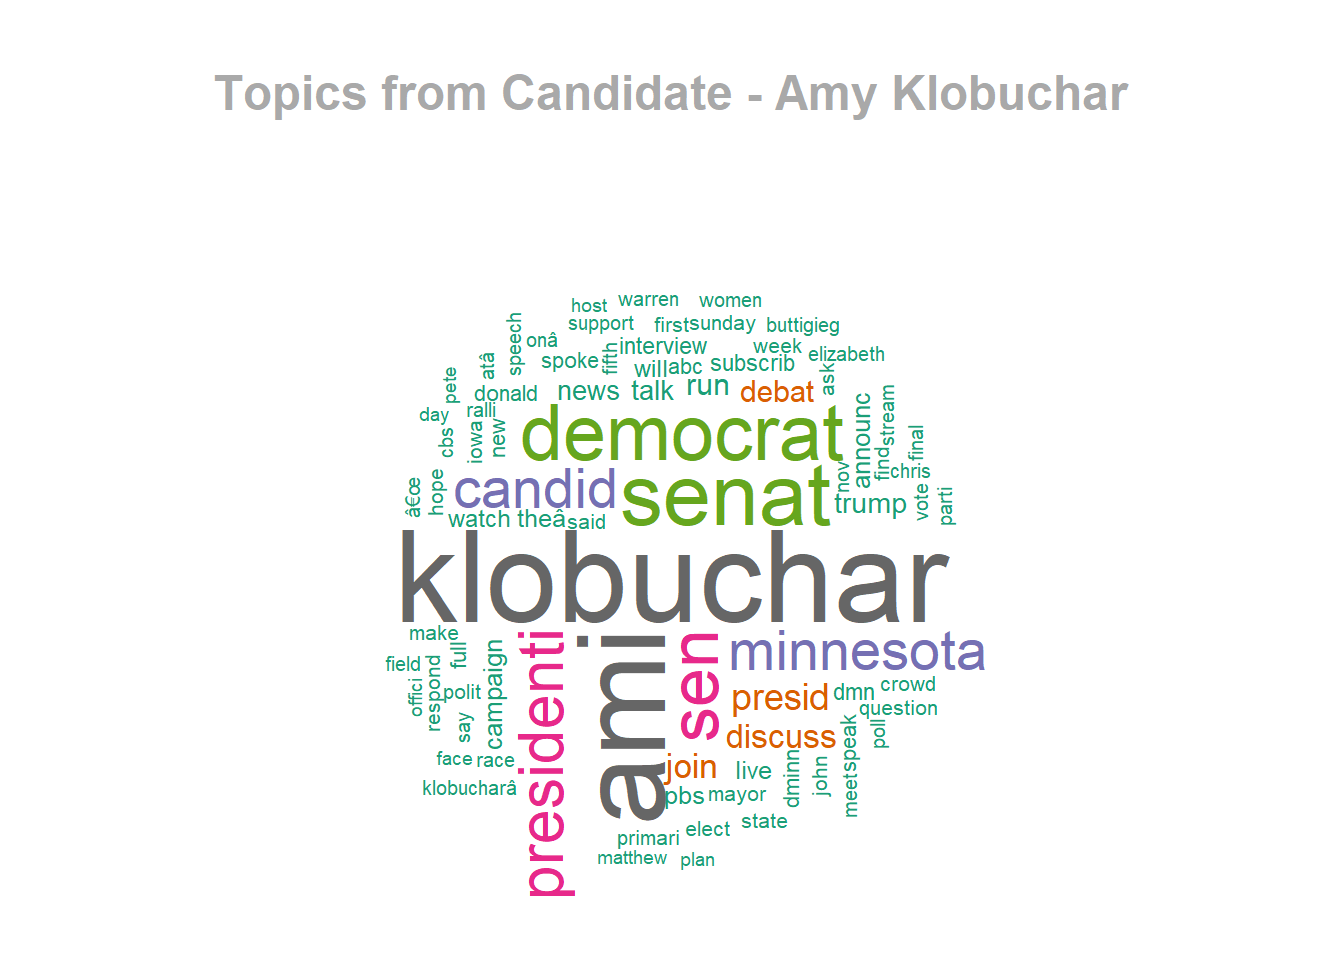 Topics from Candidate - Amy Klobuchar
host warren women
support first sunday buttigieg
speech onâ interview week elizabeth
atâ spoke fifth will abc subscrib ask
pete donald news talk run debat
day ralli democrat announc stream
cbs iowa new nov find final
â€œ hope candid senat chris
watch theâ said trump vote parti
klobuchar
make presidenti ami sen minnesota
field respond full campaign
offici polit presid dmn crowd
say discuss question
face race join live speak poll
klobucharâ pbs mayor dminn john meet
primari elect state
matthew plan